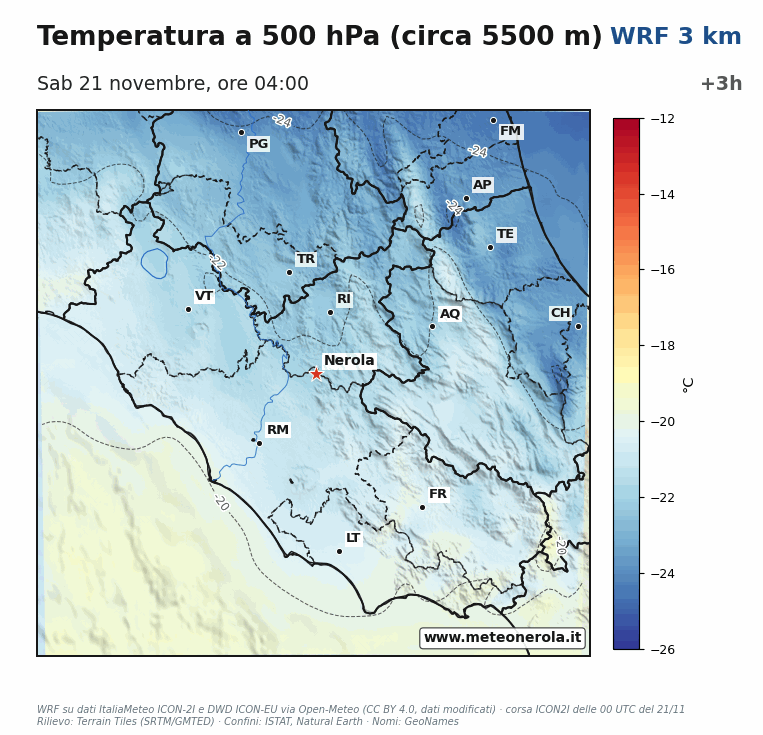 Temperatura a 500 hPa (circa 5500 m) WRF 3 km
Sab 21 novembre, ore 04:00 +3h
-24
PG
FM
-24
AP
-24
TE
-22
TR
VT
RI
AQ
CH
Nerola
RM
-20
FR
LT
-20
www.meteonerola.it
−12
−14
−16
−18
−20
−22
−24
−26
°C
WRF su dati ItaliaMeteo ICON-2I e DWD ICON-EU via Open-Meteo (CC BY 4.0, dati modificati) · corsa ICON2I delle 00 UTC del 21/11
Rilievo: Terrain Tiles (SRTM/GMTED) · Confini: ISTAT, Natural Earth · Nomi: GeoNames